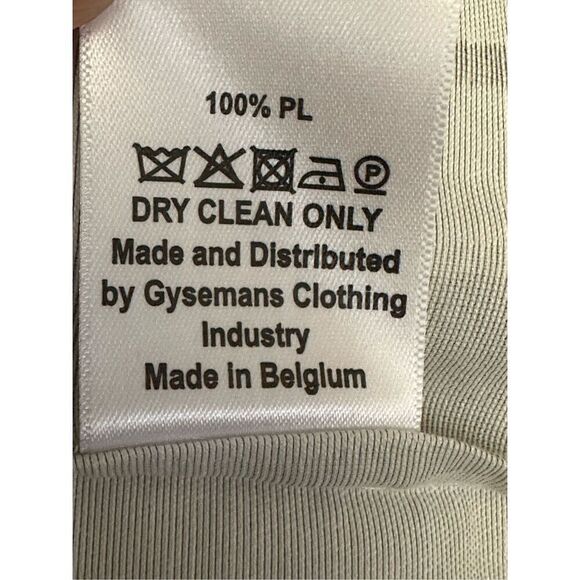 100% PL
P
DRY CLEAN ONLY
Made and Distributed
by Gysemans Clothing
Industry
Made in Belgium